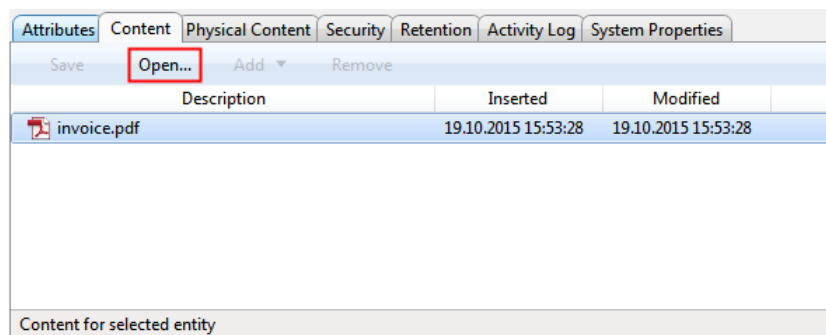 Attributes Content Physical Content Security Retention Activity Log System Properties
Save Open... Add Remove
Description Inserted Modified
invoice.pdf 19.10.2015 15:53:28 19.10.2015 15:53:28
Content for selected entity